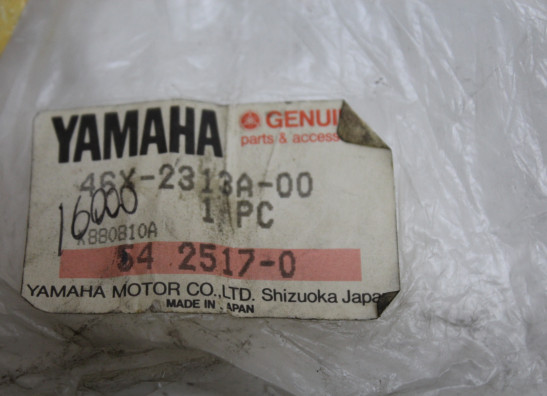 YAMAHA GENUI
parts & access
46X-2313A-00
16000 1 PC
K880810A
54 2517-0
YAMAHA MOTOR CO.,LTD. Shizuoka Japa
MADE IN JAPAN